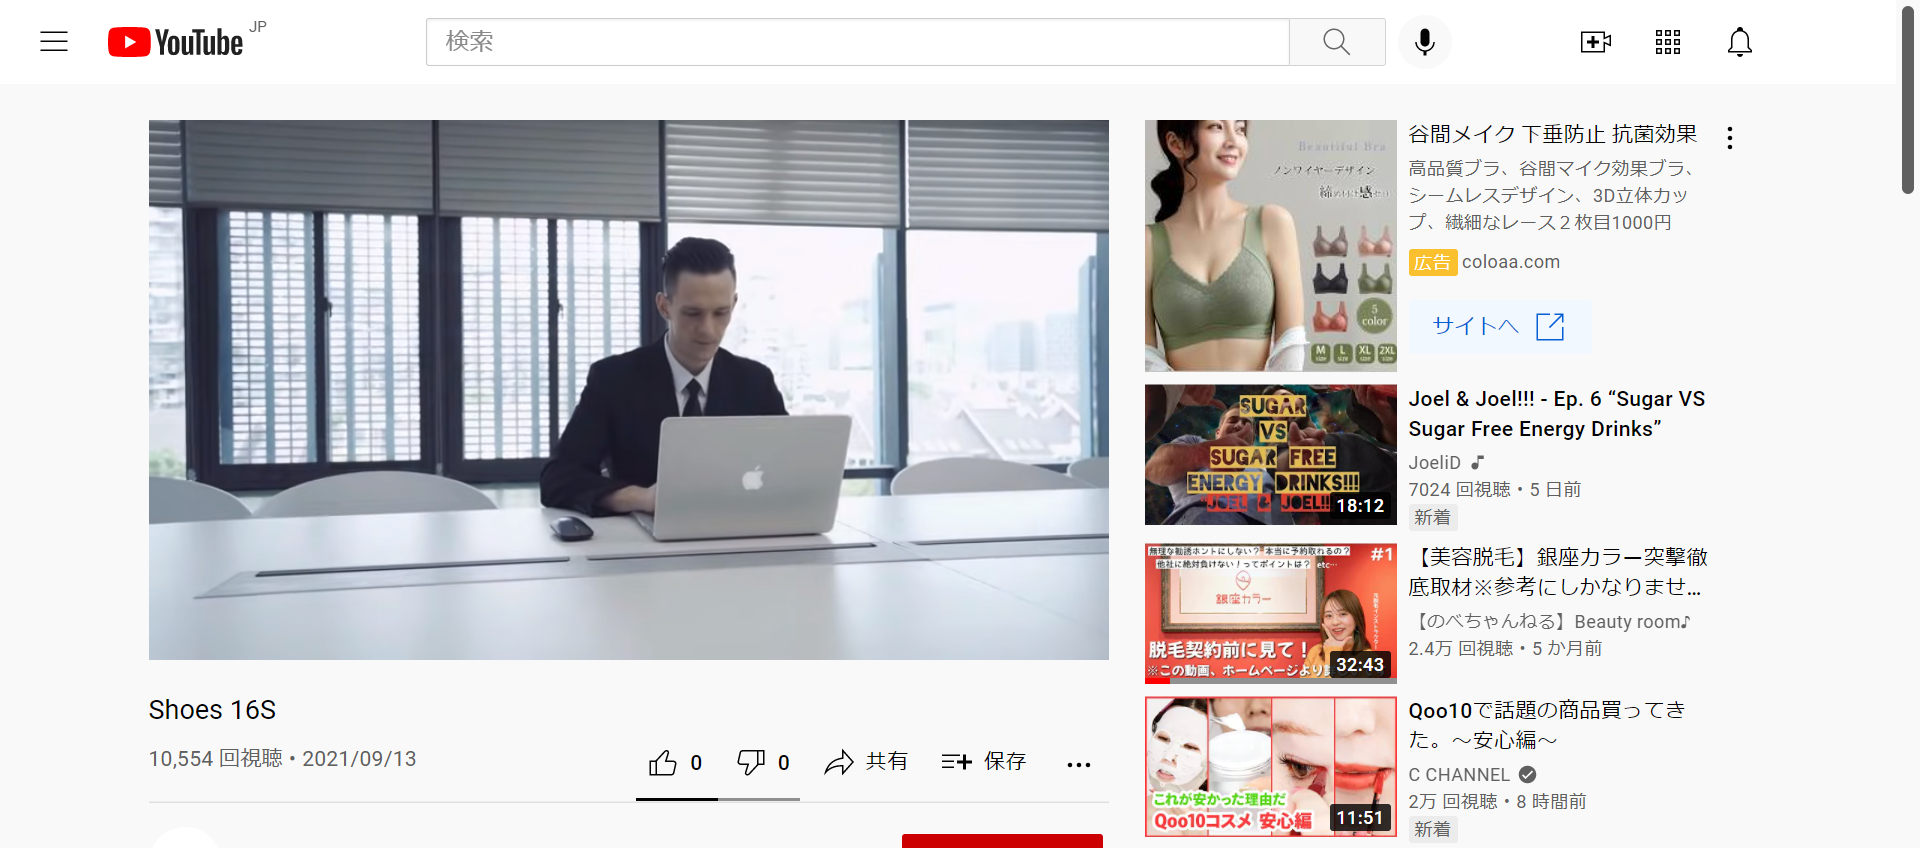 YouTube JP
検索
Shoes 16S
10,554 回視聴・2021/09/13
0
0
共有
保存
Beautiful Bra
ノンワイヤーデザイン
5
color
M
SIZE
L
SIZE
XL
SIZE
2XL
SIZE
谷間メイク 下垂防止 抗菌効果
高品質ブラ、谷間マイク効果ブラ、
シームレスデザイン、3D立体カッ
プ、繊細なレース２枚目1000円
広告 coloaa.com
サイトへ
SUGAR
VS
SUGAR FREE
ENERGY DRINKS!!!
JOEL & JOEL!!
18:12
Joel & Joel!!! - Ep. 6 “Sugar VS
Sugar Free Energy Drinks”
JoeliD
7024 回視聴・5 日前
新着
無理な勧誘ホントにしない？ 本当に予約取れるの？
他社に絶対負けない！ってポイントは？ etc…
#1
銀座カラー
脱毛契約前に見て！
※この動画、ホームページより
32:43
【美容脱毛】銀座カラー突撃徹
底取材※参考にしかなりませ...
【のべちゃんねる】Beauty room♪
2.4万 回視聴・5 か月前
これが安かった理由だ
Qoo10コスメ 安心編
11:51
Qoo10で話題の商品買ってき
た。〜安心編〜
C CHANNEL
2万 回視聴・8 時間前
新着